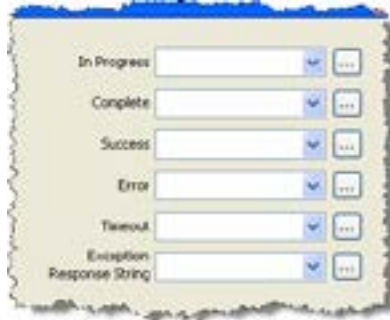 In Progress
Complete
Success
Error
Timeout
Exception
Response String